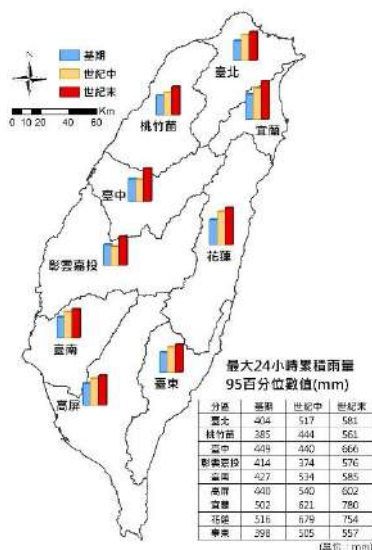 N
基期
世紀中
世紀末
Km
0 10 20 40 60 80
臺北
桃竹苗
宜蘭
臺中
花蓮
彰雲嘉投
臺南
臺東
高屏
最大24小時累積雨量
95百分位數值(mm)
分區 基期 世紀中 世紀末
臺北 404 517 581
桃竹苗 385 444 561
臺中 449 440 666
彰雲嘉投 414 374 576
臺南 427 534 585
高屏 440 540 602
宜蘭 502 621 780
花蓮 516 679 754
臺東 398 505 557
(單位：mm)